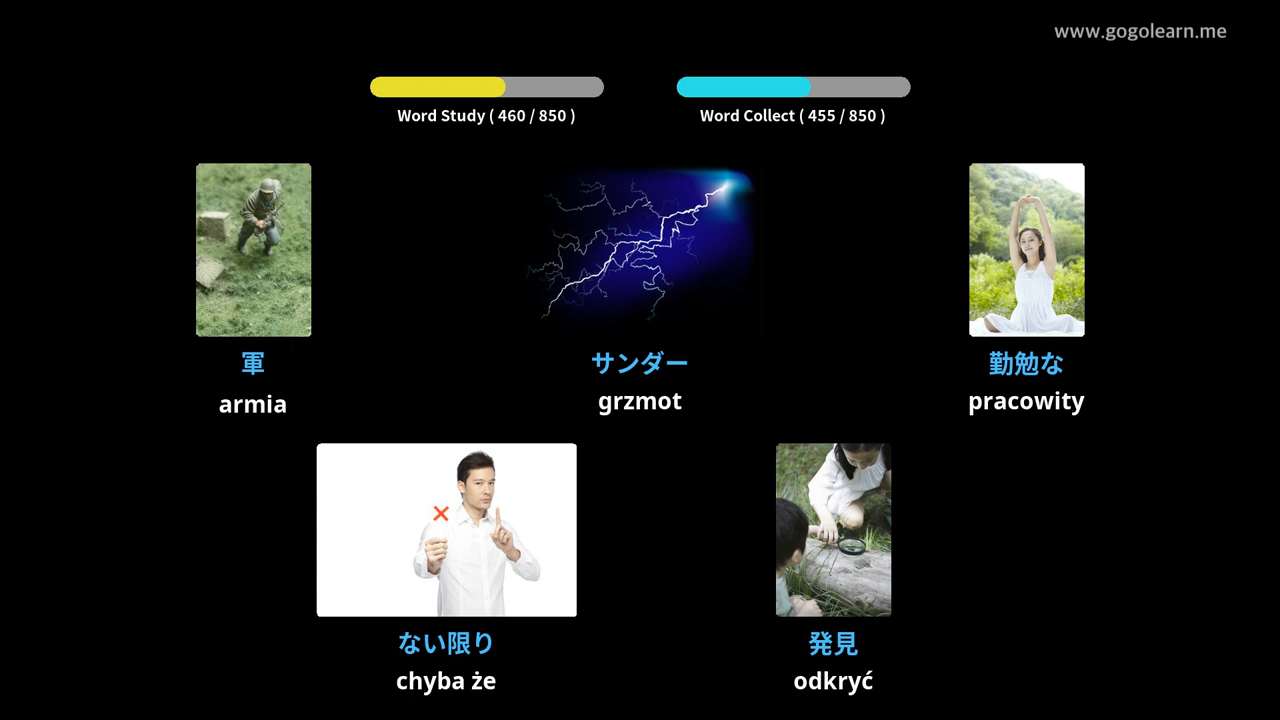 www.gogolearn.me
Word Study ( 460 / 850 )
Word Collect ( 455 / 850 )
軍
armia
サンダー
grzmot
勤勉な
pracowity
ない限り
chyba że
発見
odkryć